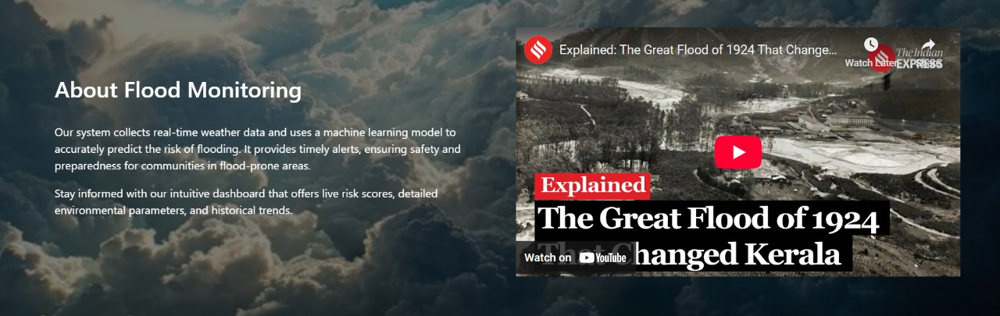 About Flood Monitoring
Our system collects real-time weather data and uses a machine learning model to
accurately predict the risk of flooding. It provides timely alerts, ensuring safety and
preparedness for communities in flood-prone areas.
Stay informed with our intuitive dashboard that offers live risk scores, detailed
environmental parameters, and historical trends.
Explained: The Great Flood of 1924 That Change...
Watch Later
Share
The Indian
EXPRESS
Explained
The Great Flood of 1924
That Changed Kerala
Watch on YouTube